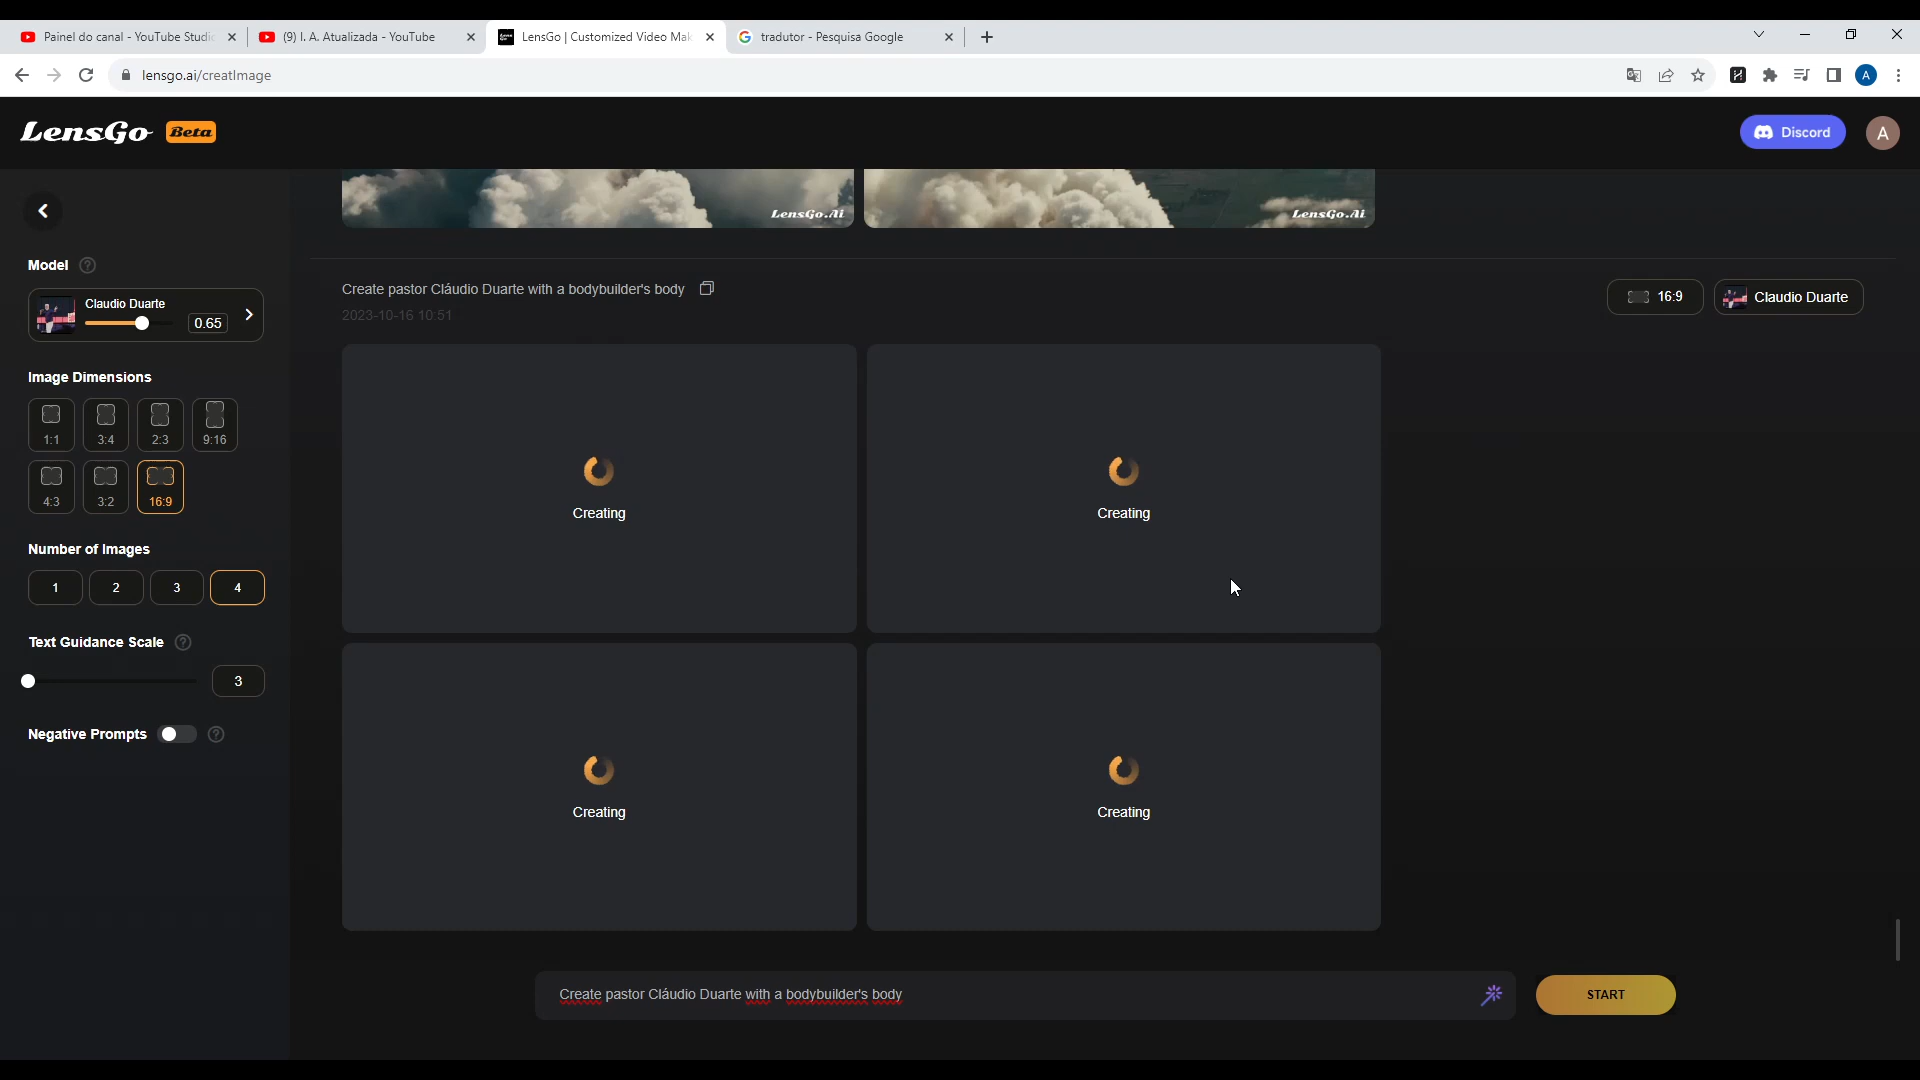 Painel do canal - YouTube Studi
(9) I. A. Atualizada - YouTube
LensGo | Customized Video Mak
tradutor - Pesquisa Google
lensgo.ai/creatImage
A
LensGo Beta
Discord
A
LensGo.Ai
LensGo.Ai
Model
Claudio Duarte
0.65
Image Dimensions
1:1
3:4
2:3
9:16
4:3
3:2
16:9
Number of Images
1
2
3
4
Text Guidance Scale
3
Negative Prompts
Create pastor Cláudio Duarte with a bodybuilder's body
2023-10-16 10:51
16:9
Claudio Duarte
Creating
Creating
Creating
Creating
Create pastor Cláudio Duarte with a bodybuilder's body
START